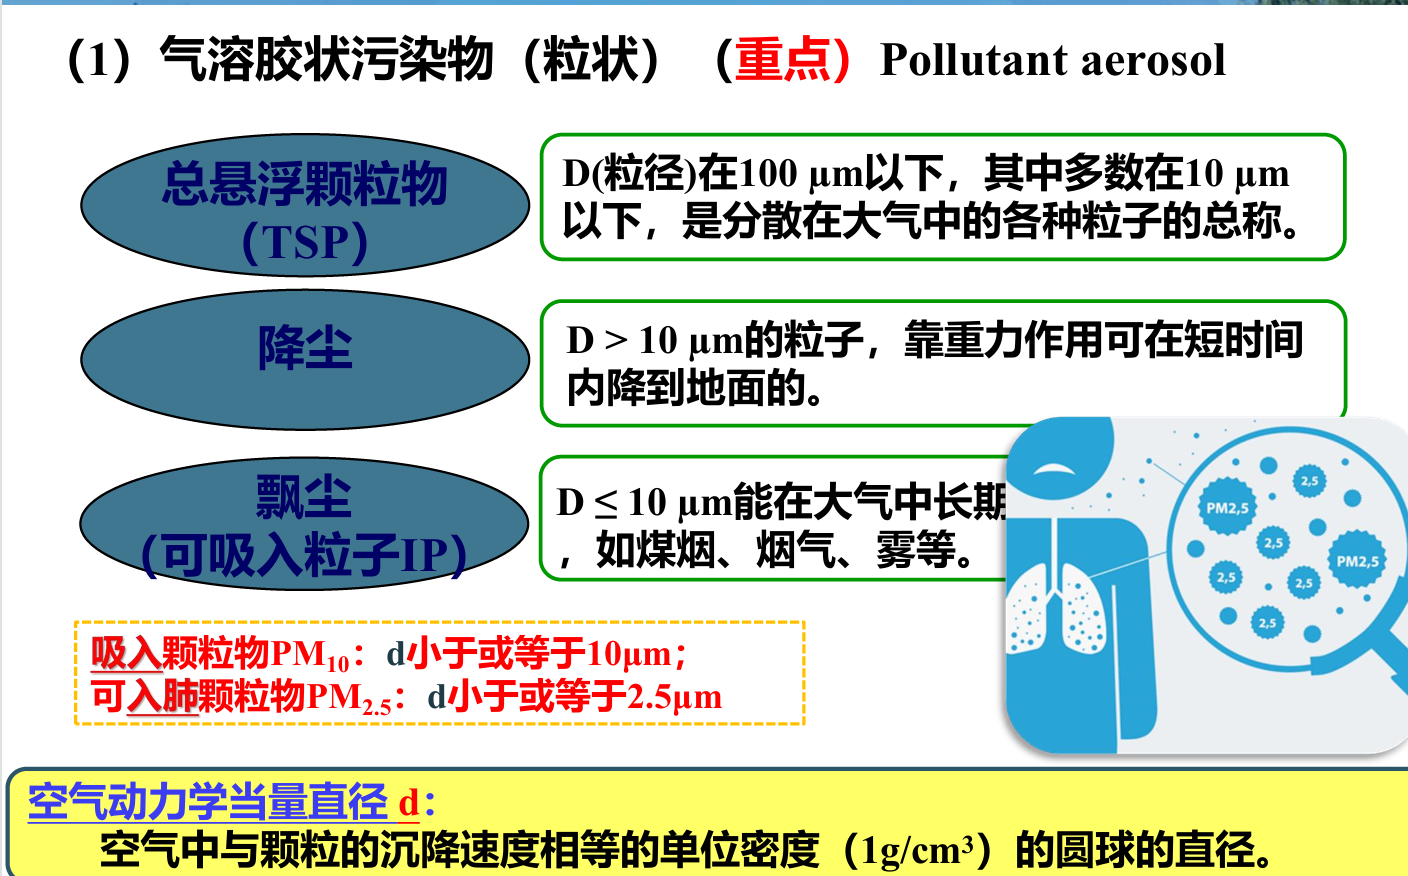 （1）气溶胶状污染物（粒状）（重点）Pollutant aerosol
总悬浮颗粒物
（TSP）
D(粒径)在100 μm以下，其中多数在10 μm
以下，是分散在大气中的各种粒子的总称。
降尘
D > 10 μm的粒子，靠重力作用可在短时间
内降到地面的。
飘尘
（可吸入粒子IP）
D ≤ 10 μm能在大气中长期
，如煤烟、烟气、雾等。
PM2,5
2,5
2,5
PM2,5
2,5
2,5
2,5
吸入颗粒物PM₁₀：d小于或等于10μm；
可入肺颗粒物PM₂.₅：d小于或等于2.5μm
空气动力学当量直径 d：
空气中与颗粒的沉降速度相等的单位密度（1g/cm³）的圆球的直径。